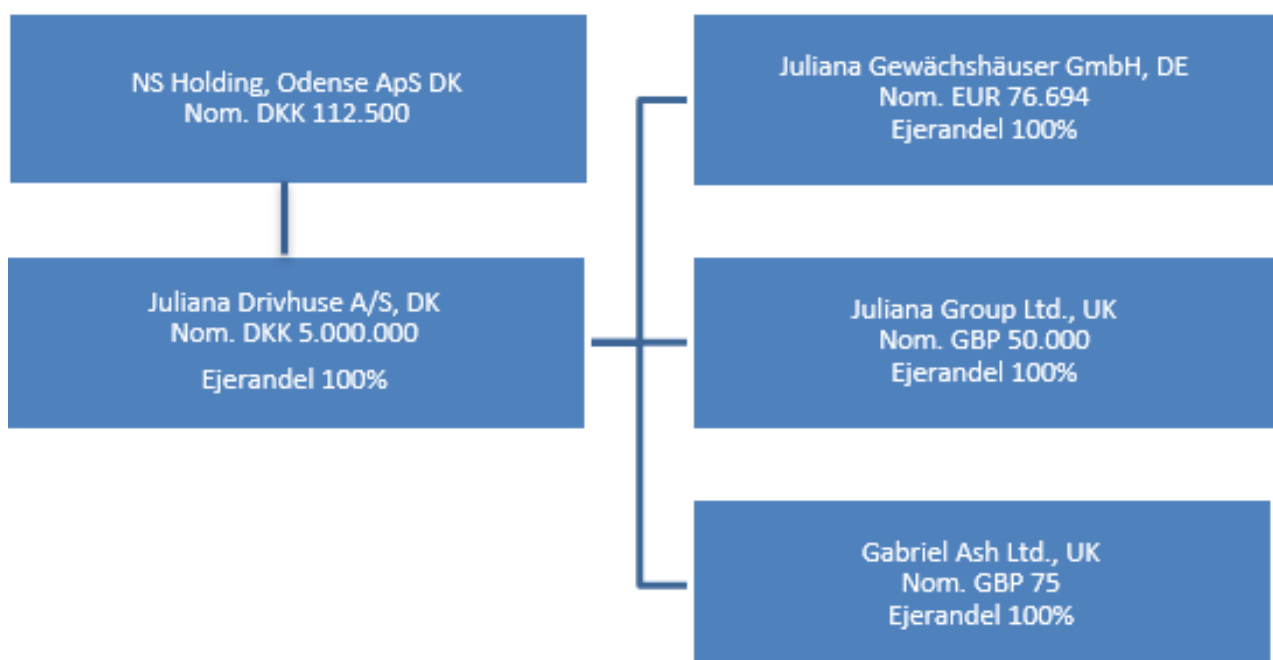 NS Holding, Odense ApS DK
Nom. DKK 112.500
Juliana Drivhuse A/S, DK
Nom. DKK 5.000.000
Ejerandel 100%
Juliana Gewächshäuser GmbH, DE
Nom. EUR 76.694
Ejerandel 100%
Juliana Group Ltd., UK
Nom. GBP 50.000
Ejerandel 100%
Gabriel Ash Ltd., UK
Nom. GBP 75
Ejerandel 100%